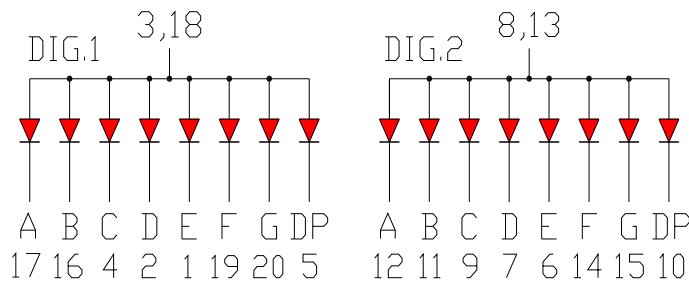 3,18 8,13
DIG.1 DIG.2
A B C D E F G DP A B C D E F G DP
17 16 4 2 1 19 20 5 12 11 9 7 6 14 15 10